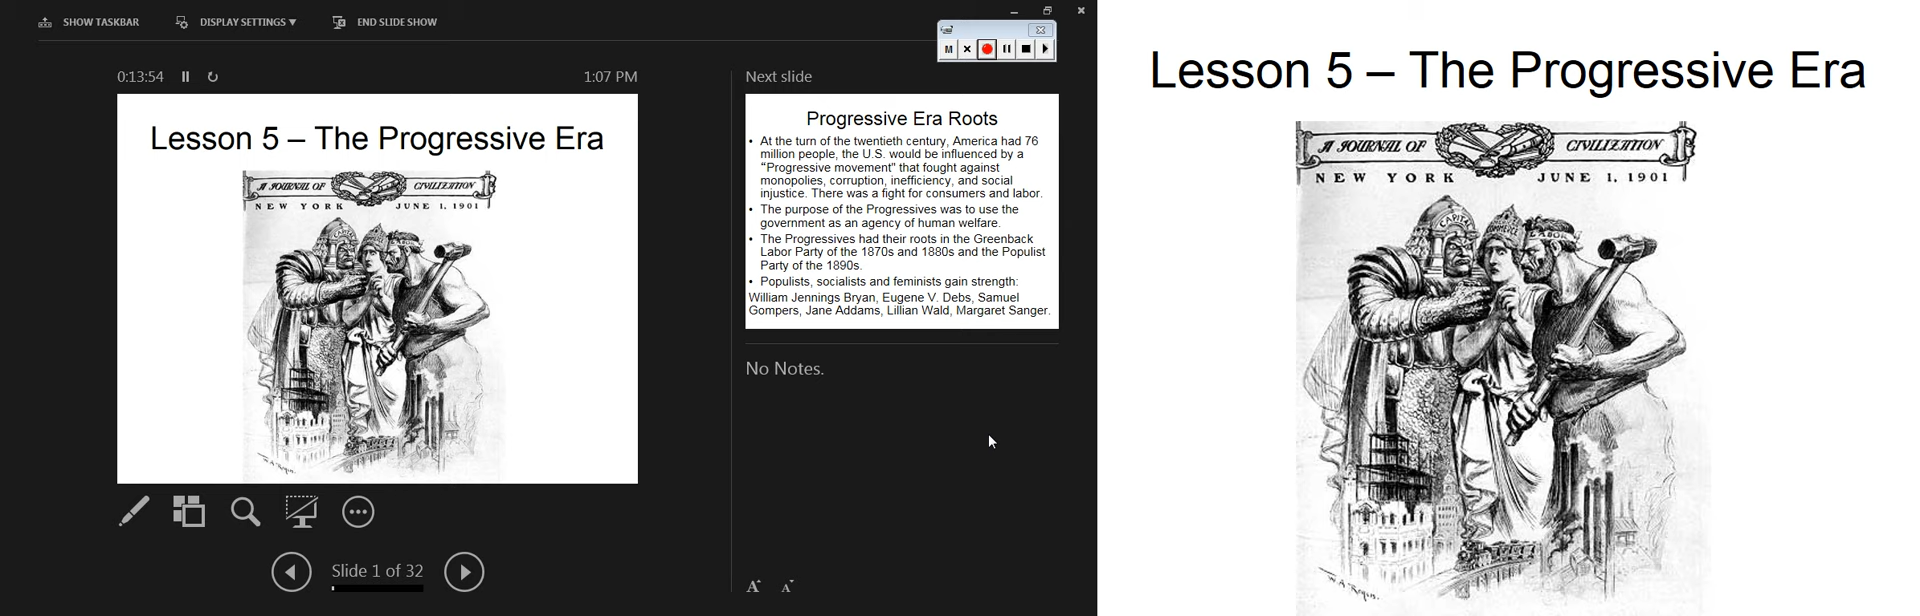 SHOW TASKBAR
DISPLAY SETTINGS ▾
END SLIDE SHOW
M
0:13:54
1:07 PM
Lesson 5 – The Progressive Era
A JOURNAL OF CIVILIZATION
NEW YORK JUNE 1, 1901
CAPITAL
COMMERCE
LABOR
W. A. Rogers.
Slide 1 of 32
Next slide
Progressive Era Roots
• At the turn of the twentieth century, America had 76
million people, the U.S. would be influenced by a
“Progressive movement” that fought against
monopolies, corruption, inefficiency, and social
injustice. There was a fight for consumers and labor.
• The purpose of the Progressives was to use the
government as an agency of human welfare.
• The Progressives had their roots in the Greenback
Labor Party of the 1870s and 1880s and the Populist
Party of the 1890s.
• Populists, socialists and feminists gain strength:
William Jennings Bryan, Eugene V. Debs, Samuel
Gompers, Jane Addams, Lillian Wald, Margaret Sanger.
No Notes.
A A
Lesson 5 – The Progressive Era
A JOURNAL OF CIVILIZATION
NEW YORK JUNE 1, 1901
CAPITAL
COMMERCE
LABOR
W. A. Rogers.